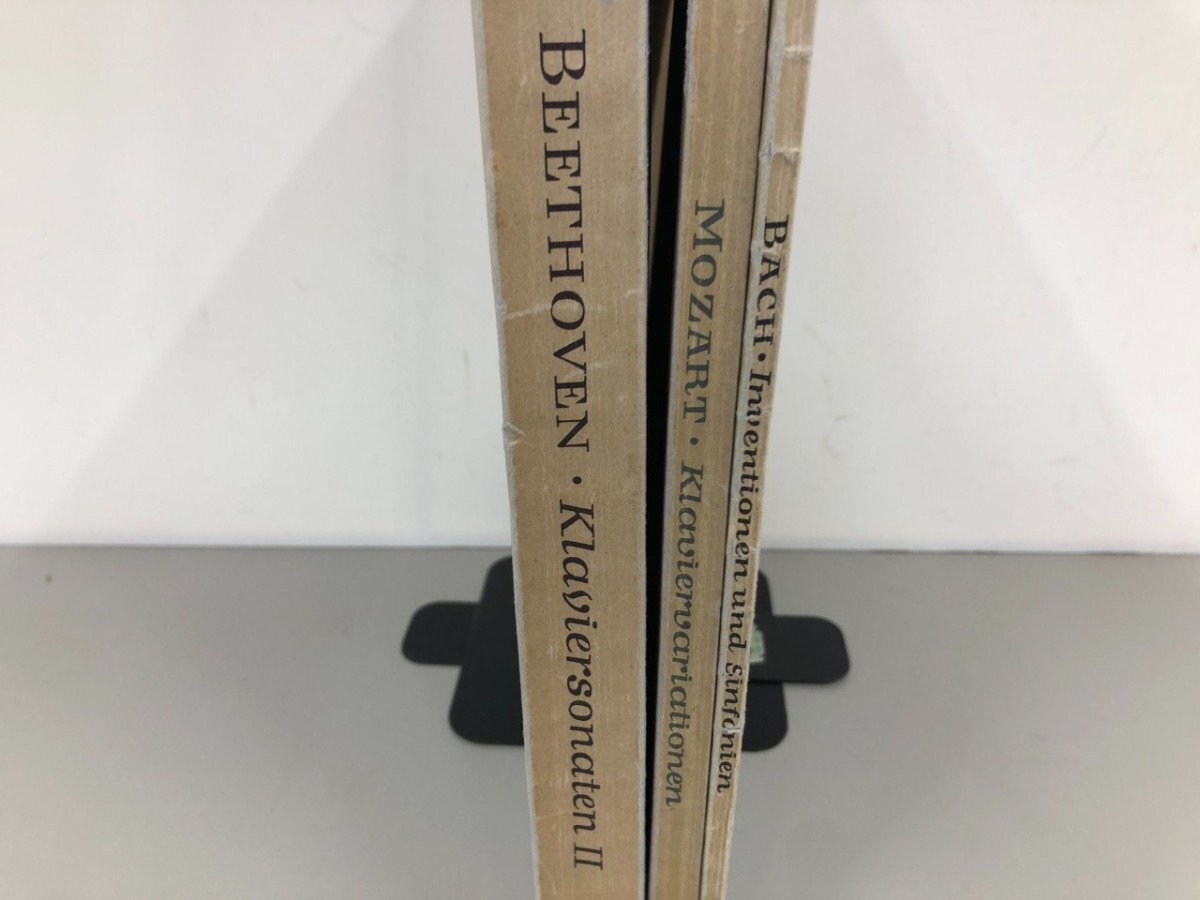 BEETHOVEN · Klaviersonaten II
MOZART · Klaviervariationen
BACH · Inventionen und Sinfonien